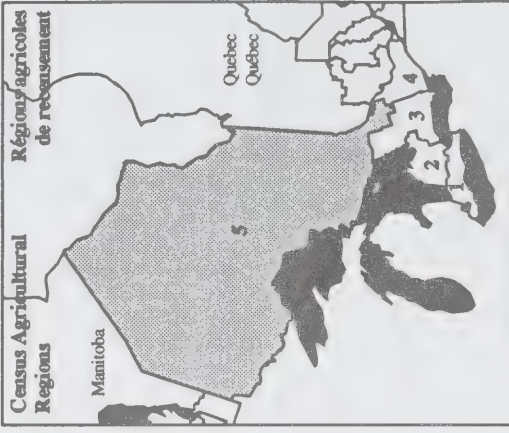 Census Agricultural
Regions
Régions agricoles
de recensement
Manitoba
Quebec
Québec
5
4
3
2
1